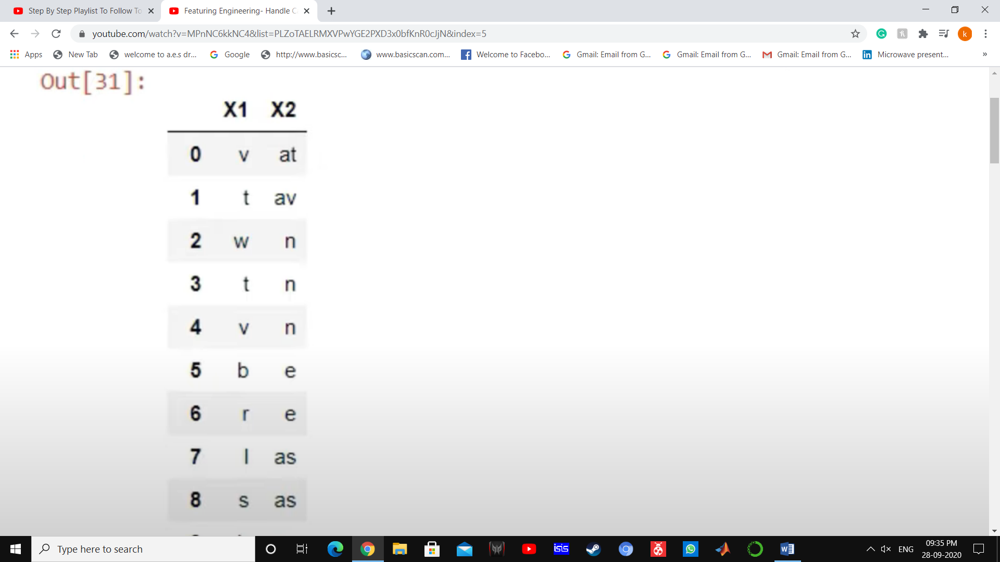 Step By Step Playlist To Follow To
Featuring Engineering- Handle C
youtube.com/watch?v=MPnNC6kkNC4&list=PLZoTAELRMXVPwYGE2PXD3x0bfKnR0cJjN&index=5
k
Apps New Tab welcome to a.e.s dr... Google http://www.basicsc... www.basicscan.com... Welcome to Facebo... Gmail: Email from G... Gmail: Email from G... Gmail: Email from G... Microwave present... »
Out[31]:
X1 X2
0 v at
1 t av
2 w n
3 t n
4 v n
5 b e
6 r e
7 l as
8 s as
Type here to search
isis
ENG
09:35 PM
28-09-2020